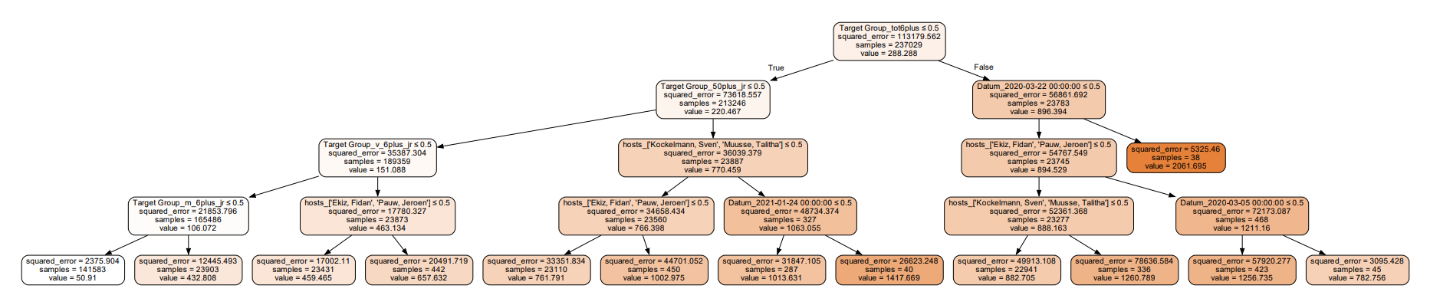 Target Group_tot6plus ≤ 0.5
squared_error = 113179.562
samples = 237029
value = 288.288
True
False
Target Group_50plus_jr ≤ 0.5
squared_error = 73618.557
samples = 213246
value = 220.467
Datum_2020-03-22 00:00:00 ≤ 0.5
squared_error = 56861.692
samples = 23783
value = 896.394
Target Group_v_6plus_jr ≤ 0.5
squared_error = 35387.304
samples = 189359
value = 151.088
hosts_['Kockelmann, Sven', 'Muusse, Talitha'] ≤ 0.5
squared_error = 36039.379
samples = 23887
value = 770.459
hosts_['Ekiz, Fidan', 'Pauw, Jeroen'] ≤ 0.5
squared_error = 54767.549
samples = 23745
value = 894.529
squared_error = 5325.46
samples = 38
value = 2061.695
Target Group_m_6plus_jr ≤ 0.5
squared_error = 21853.796
samples = 165486
value = 106.072
hosts_['Ekiz, Fidan', 'Pauw, Jeroen'] ≤ 0.5
squared_error = 17780.327
samples = 23873
value = 463.134
hosts_['Ekiz, Fidan', 'Pauw, Jeroen'] ≤ 0.5
squared_error = 34658.434
samples = 23560
value = 766.398
Datum_2021-01-24 00:00:00 ≤ 0.5
squared_error = 48734.374
samples = 327
value = 1063.055
hosts_['Kockelmann, Sven', 'Muusse, Talitha'] ≤ 0.5
squared_error = 52361.368
samples = 23277
value = 888.163
Datum_2020-03-05 00:00:00 ≤ 0.5
squared_error = 72173.087
samples = 468
value = 1211.16
squared_error = 2375.904
samples = 141583
value = 50.91
squared_error = 12445.493
samples = 23903
value = 432.808
squared_error = 17002.11
samples = 23431
value = 459.465
squared_error = 20491.719
samples = 442
value = 657.632
squared_error = 33351.834
samples = 23110
value = 761.791
squared_error = 44701.052
samples = 450
value = 1002.975
squared_error = 31847.105
samples = 287
value = 1013.631
squared_error = 26623.248
samples = 40
value = 1417.669
squared_error = 49913.108
samples = 22941
value = 882.705
squared_error = 78636.584
samples = 336
value = 1260.789
squared_error = 57920.277
samples = 423
value = 1256.735
squared_error = 3095.428
samples = 45
value = 782.756